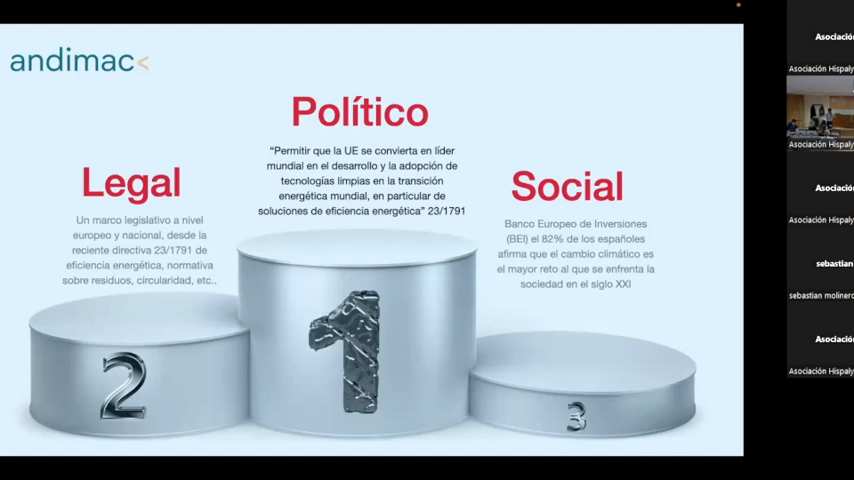 andimac<
Político
“Permitir que la UE se convierta en líder
mundial en el desarrollo y la adopción de
tecnologías limpias en la transición
energética mundial, en particular de
soluciones de eficiencia energética” 23/1791
Legal
Un marco legislativo a nivel
europeo y nacional, desde la
reciente directiva 23/1791 de
eficiencia energética, normativa
sobre residuos, circularidad, etc..
Social
Banco Europeo de Inversiones
(BEI) el 82% de los españoles
afirma que el cambio climático es
el mayor reto al que se enfrenta la
sociedad en el siglo XXI
2
1
3
Asociación
Asociación Hispaly
Asociación Hispaly
Asociación
Asociación Hispaly
sebastian
sebastian molinero
Asociación
Asociación Hispaly